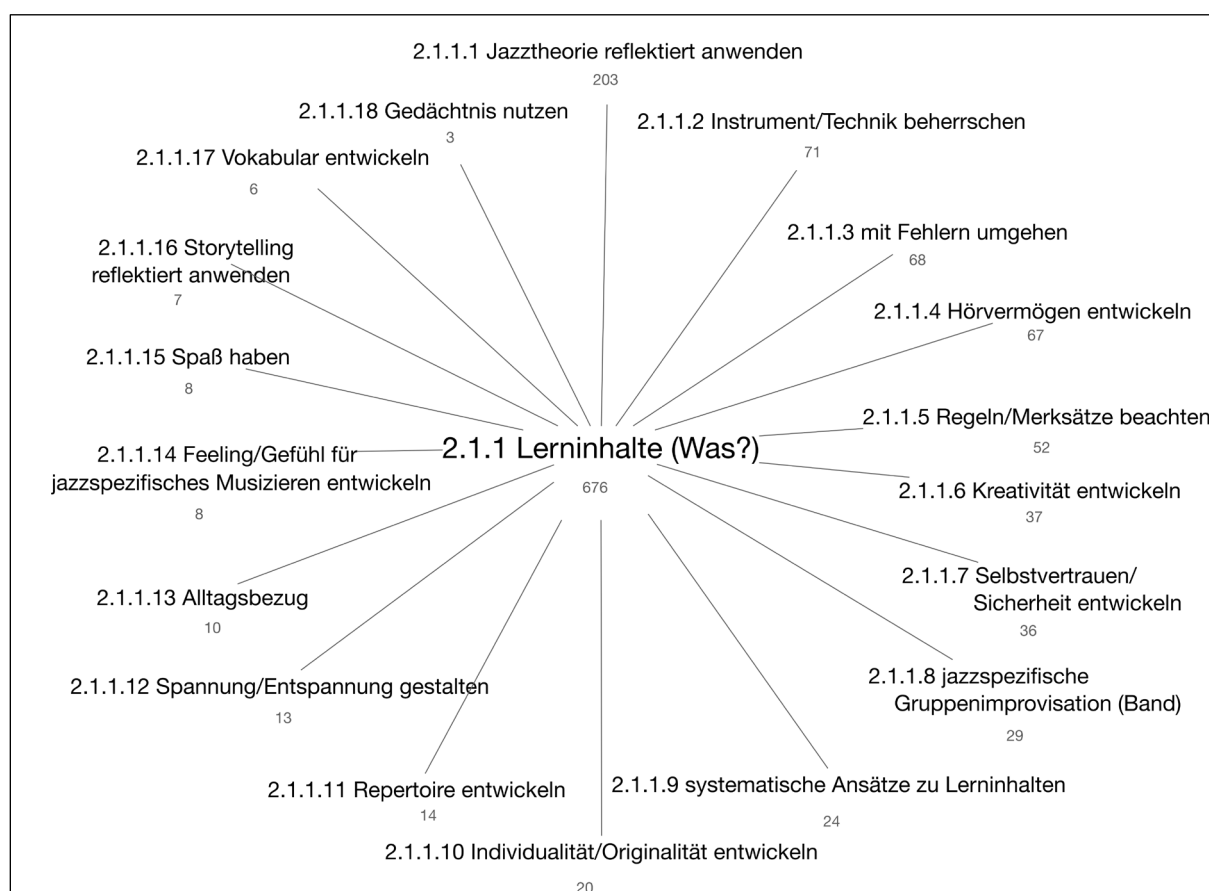 2.1.1.1 Jazztheorie reflektiert anwenden
203
2.1.1.18 Gedächtnis nutzen
3
2.1.1.2 Instrument/Technik beherrschen
71
2.1.1.17 Vokabular entwickeln
6
2.1.1.3 mit Fehlern umgehen
68
2.1.1.16 Storytelling
reflektiert anwenden
7
2.1.1.4 Hörvermögen entwickeln
67
2.1.1.15 Spaß haben
8
2.1.1.5 Regeln/Merksätze beachten
52
2.1.1 Lerninhalte (Was?)
676
2.1.1.14 Feeling/Gefühl für
jazzspezifisches Musizieren entwickeln
8
2.1.1.6 Kreativität entwickeln
37
2.1.1.7 Selbstvertrauen/
Sicherheit entwickeln
36
2.1.1.13 Alltagsbezug
10
2.1.1.8 jazzspezifische
Gruppenimprovisation (Band)
29
2.1.1.12 Spannung/Entspannung gestalten
13
2.1.1.9 systematische Ansätze zu Lerninhalten
24
2.1.1.11 Repertoire entwickeln
14
2.1.1.10 Individualität/Originalität entwickeln
20